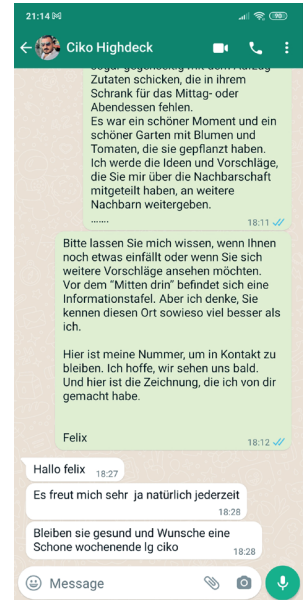 21:14
98
Ciko Highdeck
Zutaten schicken, die in ihrem
Schrank für das Mittag- oder
Abendessen fehlen.
Es war ein schöner Moment und ein
schöner Garten mit Blumen und
Tomaten, die sie gepflanzt haben.
Ich werde die Ideen und Vorschläge,
die Sie mir über die Nachbarschaft
mitgeteilt haben, an weitere
Nachbarn weitergeben.
.......
18:11
Bitte lassen Sie mich wissen, wenn Ihnen
noch etwas einfällt oder wenn Sie sich
weitere Vorschläge ansehen möchten.
Vor dem “Mitten drin” befindet sich eine
Informationstafel. Aber ich denke, Sie
kennen diesen Ort sowieso viel besser als
ich.
Hier ist meine Nummer, um in Kontakt zu
bleiben. Ich hoffe, wir sehen uns bald.
Und hier ist die Zeichnung, die ich von dir
gemacht habe.
Felix
18:12
Hallo felix
18:27
Es freut mich sehr ja natürlich jederzeit
18:28
Bleiben sie gesund und Wunsche eine
Schone wochenende lg ciko
18:28
Message